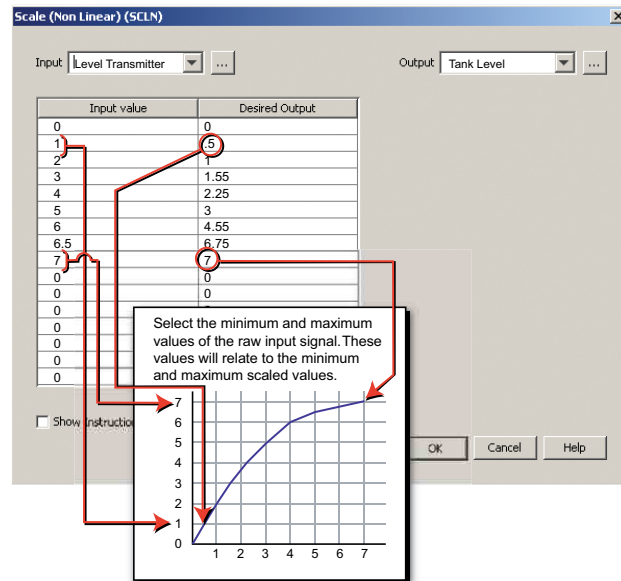 Scale (Non Linear) (SCLN)
Input Level Transmitter ... Output Tank Level ...
Input value Desired Output
0 0
1 .5
2 1
3 1.55
4 2.25
5 3
6 4.55
6.5 6.75
7 7
0 0
0 0
0
0
0
0
0
Select the minimum and maximum
values of the raw input signal. These
values will relate to the minimum
and maximum scaled values.
7
6
5
4
3
2
1
0
1 2 3 4 5 6 7
Show Instruction
OK Cancel Help